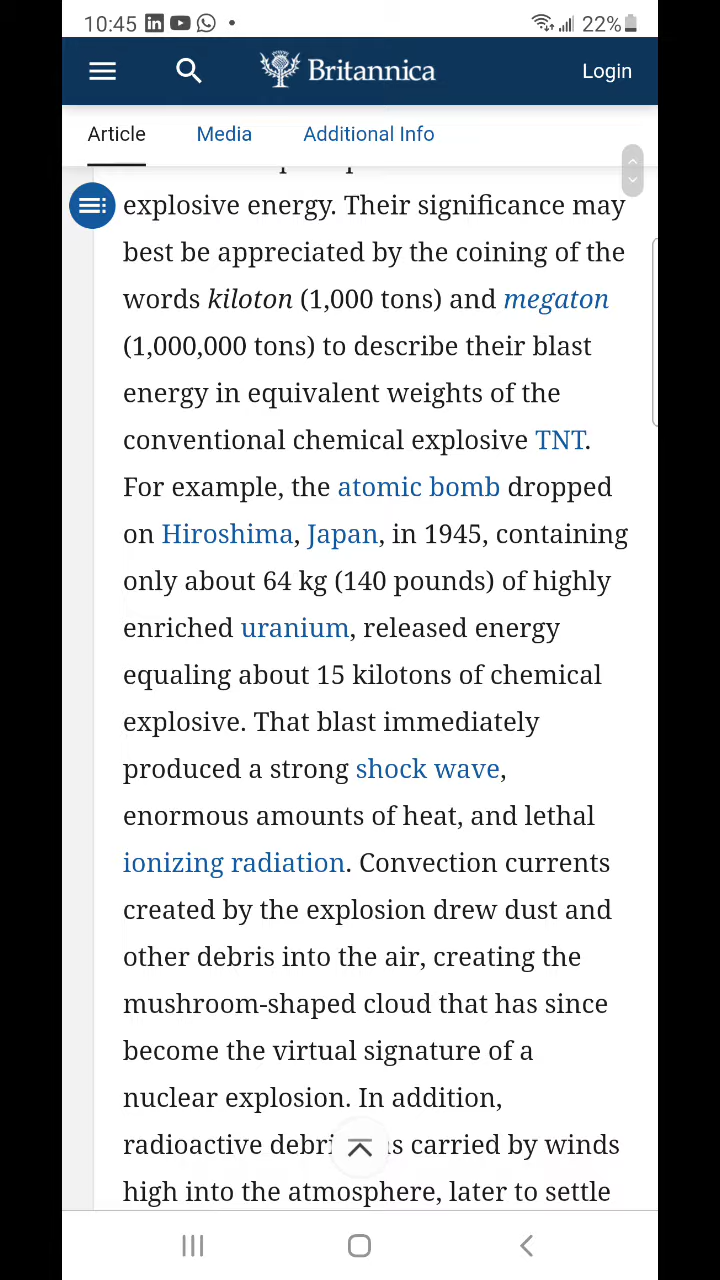 10:45 22%
Britannica Login
Article Media Additional Info
explosive energy. Their significance may
best be appreciated by the coining of the
words kiloton (1,000 tons) and megaton
(1,000,000 tons) to describe their blast
energy in equivalent weights of the
conventional chemical explosive TNT.
For example, the atomic bomb dropped
on Hiroshima, Japan, in 1945, containing
only about 64 kg (140 pounds) of highly
enriched uranium, released energy
equaling about 15 kilotons of chemical
explosive. That blast immediately
produced a strong shock wave,
enormous amounts of heat, and lethal
ionizing radiation. Convection currents
created by the explosion drew dust and
other debris into the air, creating the
mushroom-shaped cloud that has since
become the virtual signature of a
nuclear explosion. In addition,
radioactive carried by winds
high into the atmosphere, later to settle